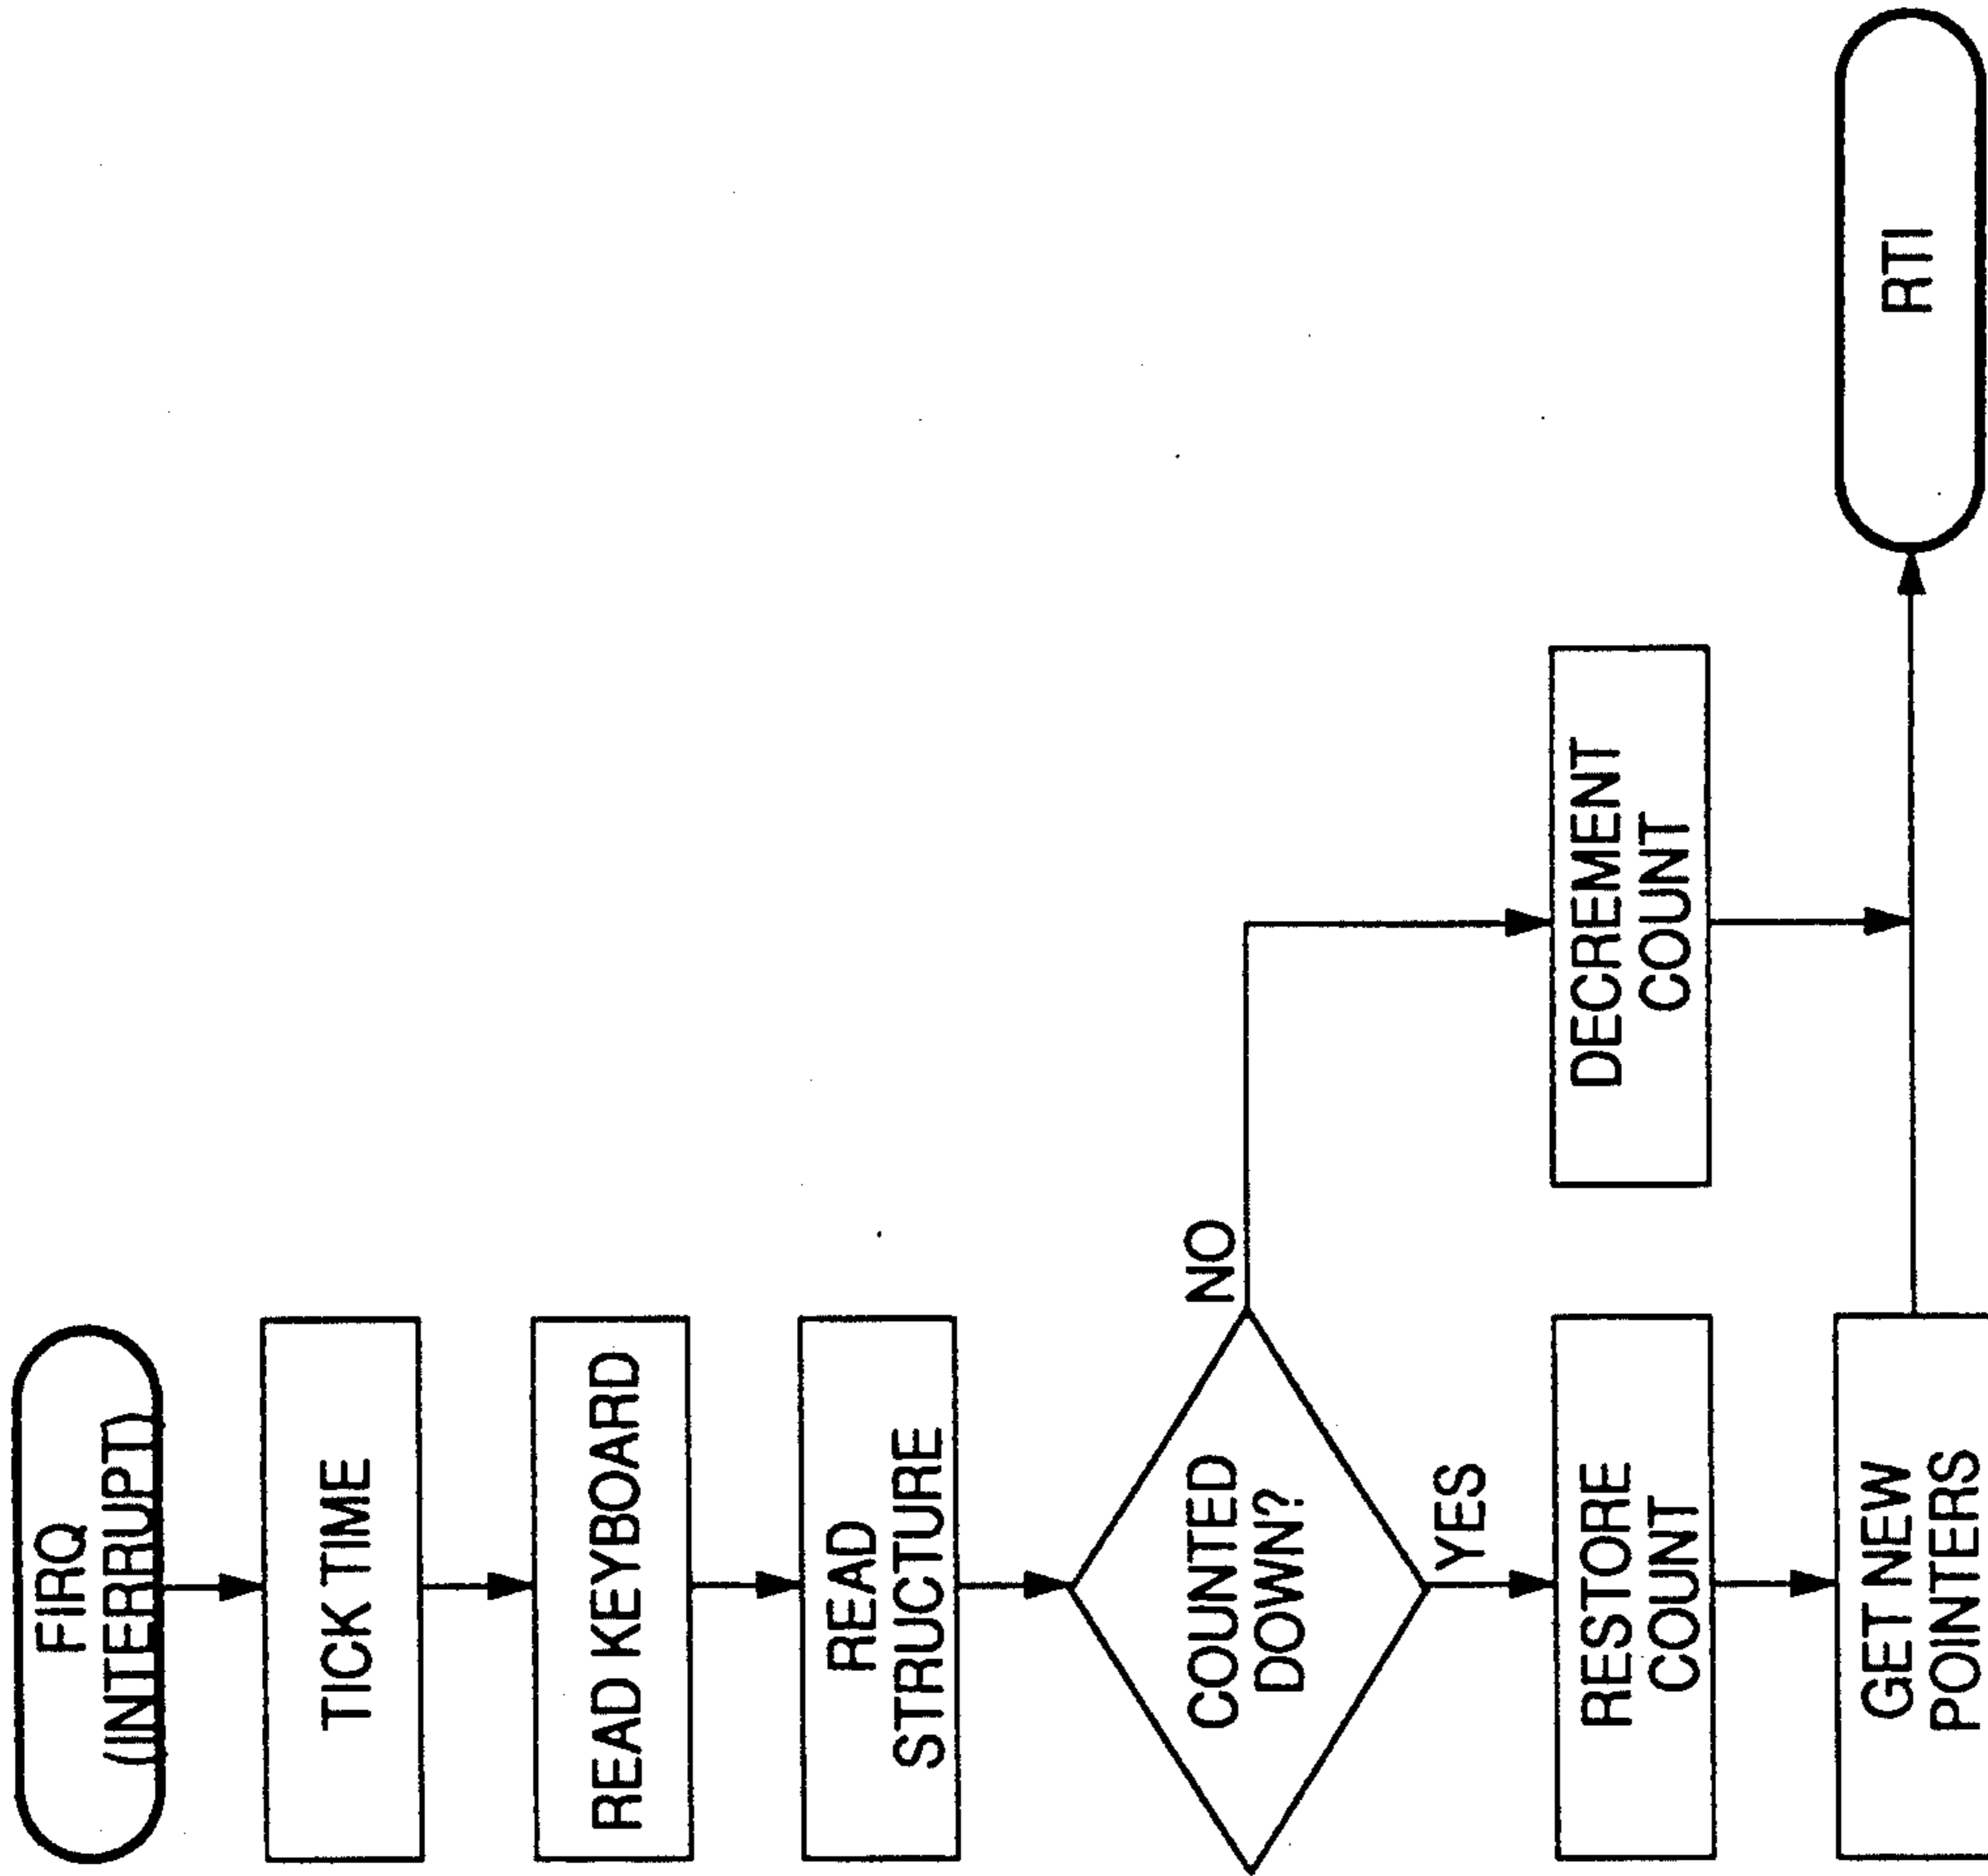 FIRQ
(INTERRUPT)
TICK TIME
READ KEYBOARD
READ
STRUCTURE
COUNTED
DOWN?
NO
YES
DECREMENT
COUNT
RESTORE
COUNT
GET NEW
POINTERS
RTI